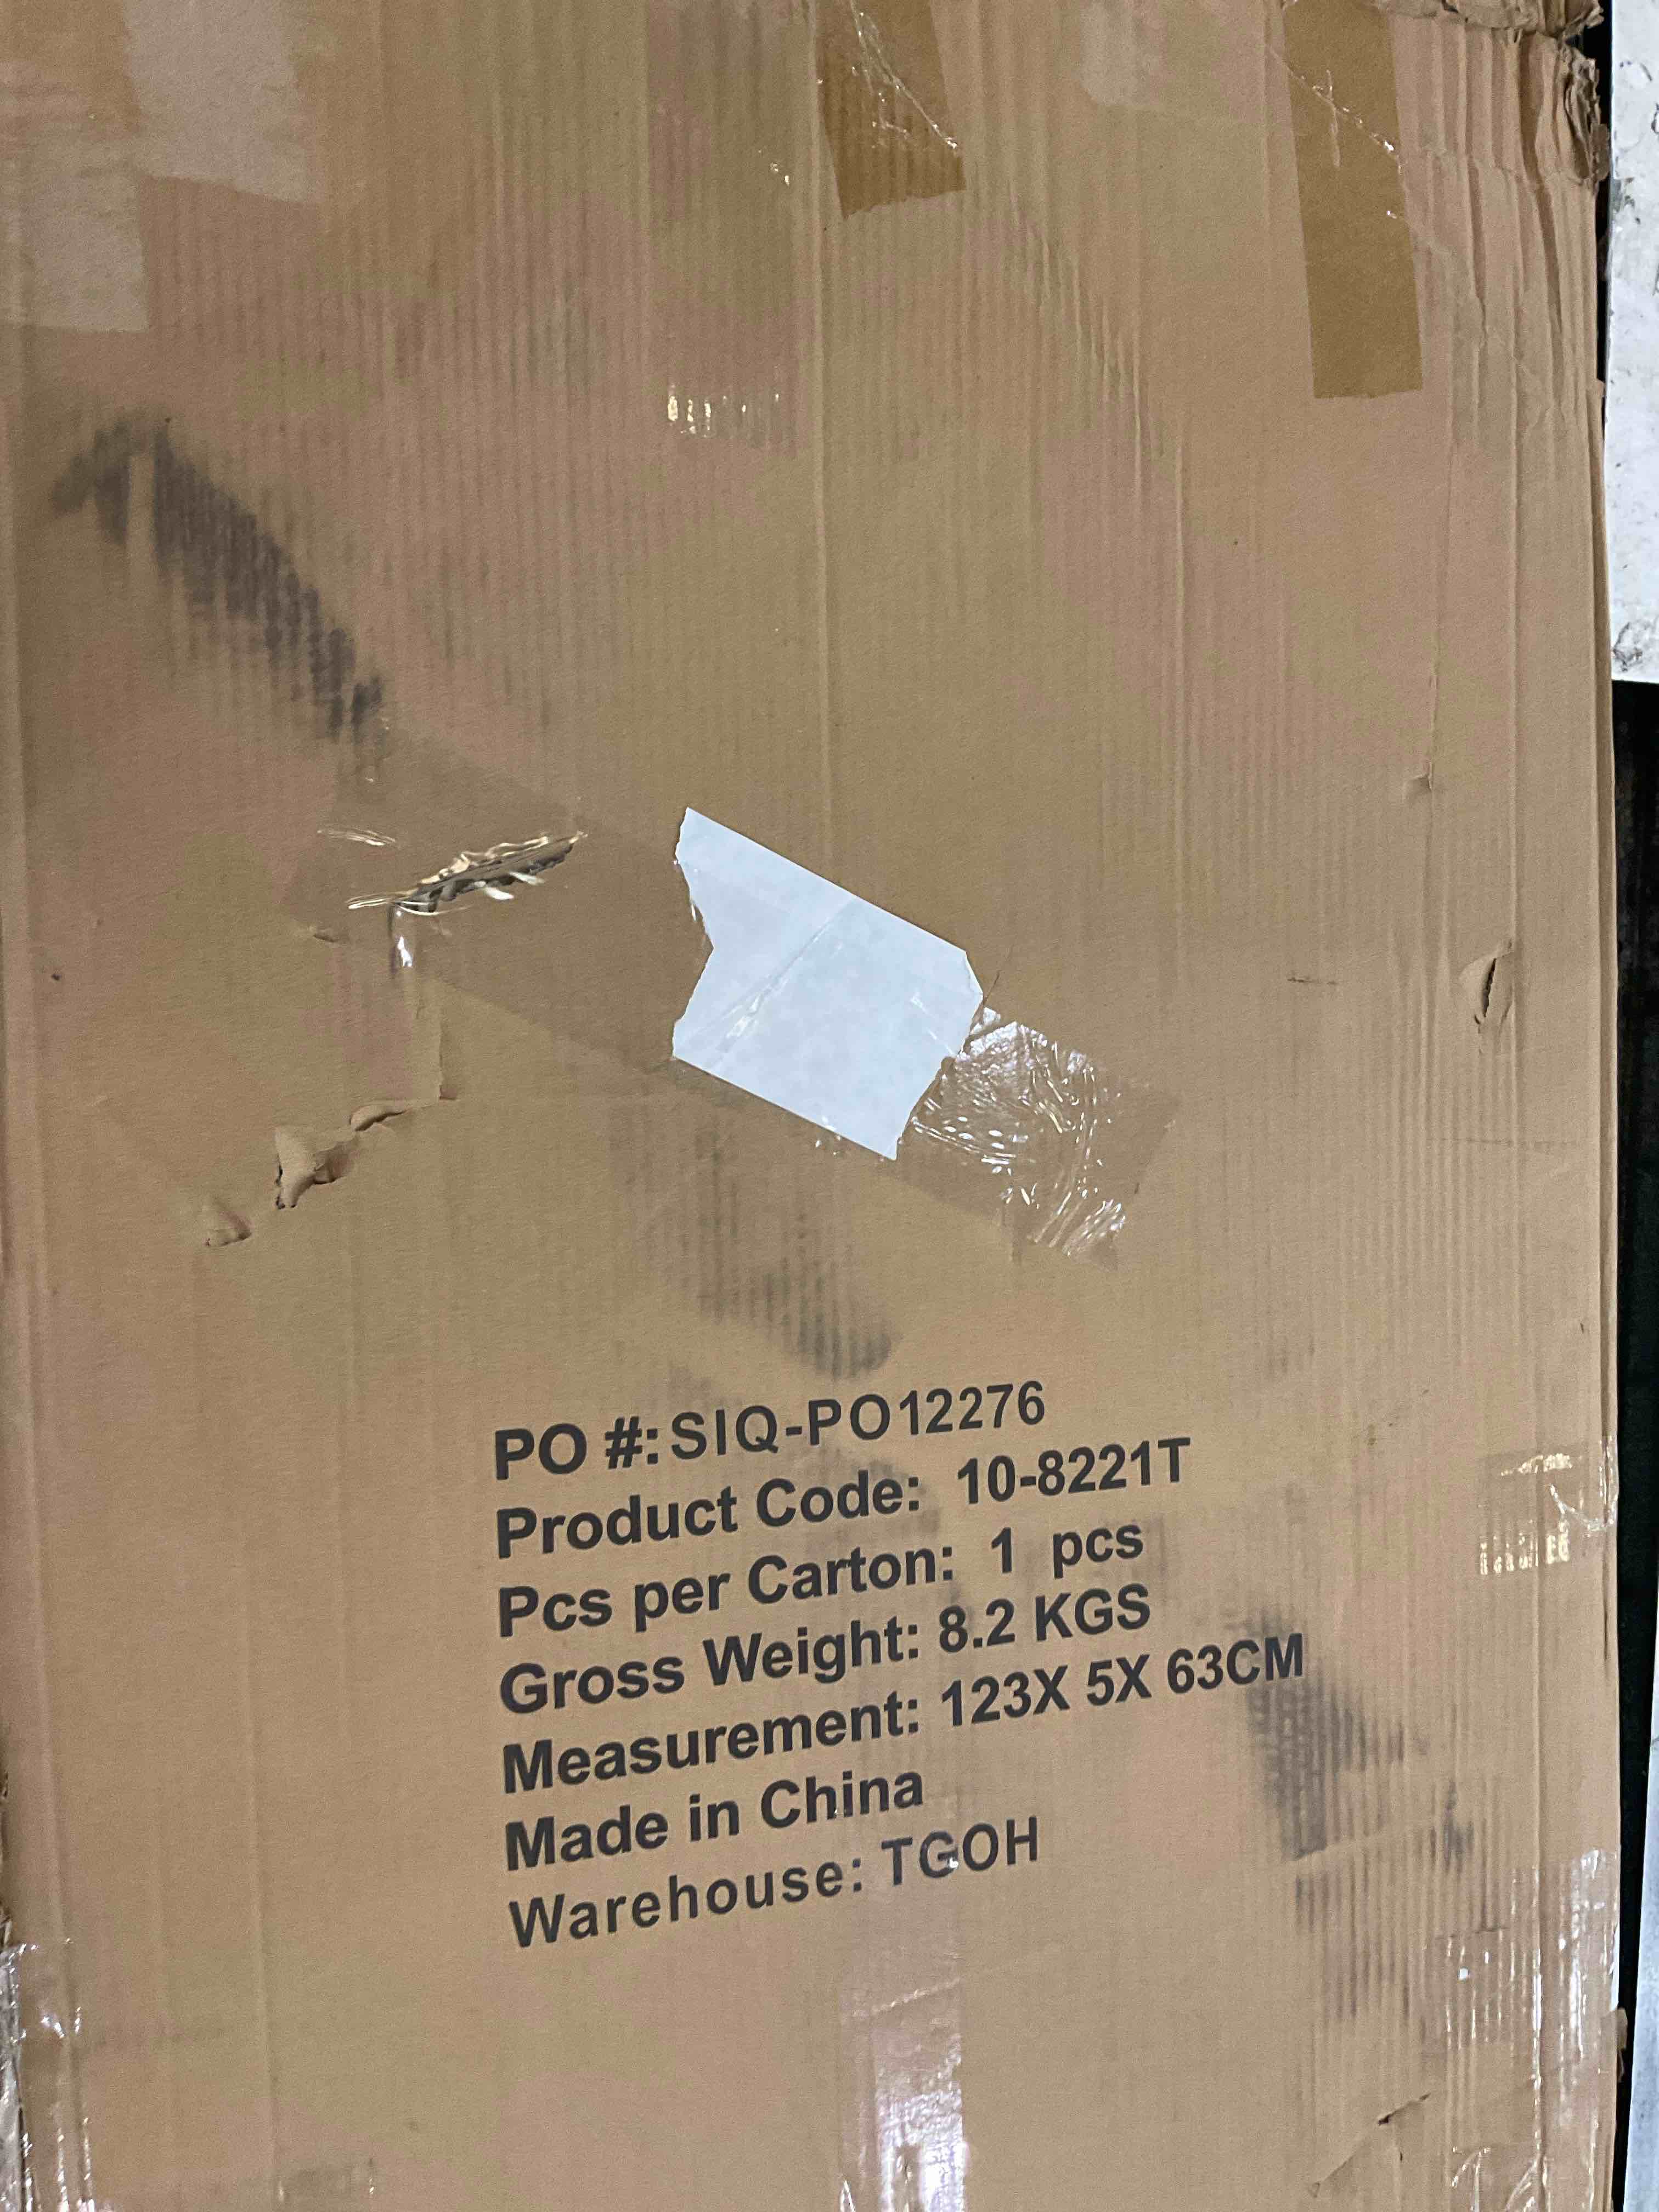 PO #: SIQ-PO12276
Product Code: 10-8221T
Pcs per Carton: 1 pcs
Gross Weight: 8.2 KGS
Measurement: 123X 5X 63CM
Made in China
Warehouse: TGOH